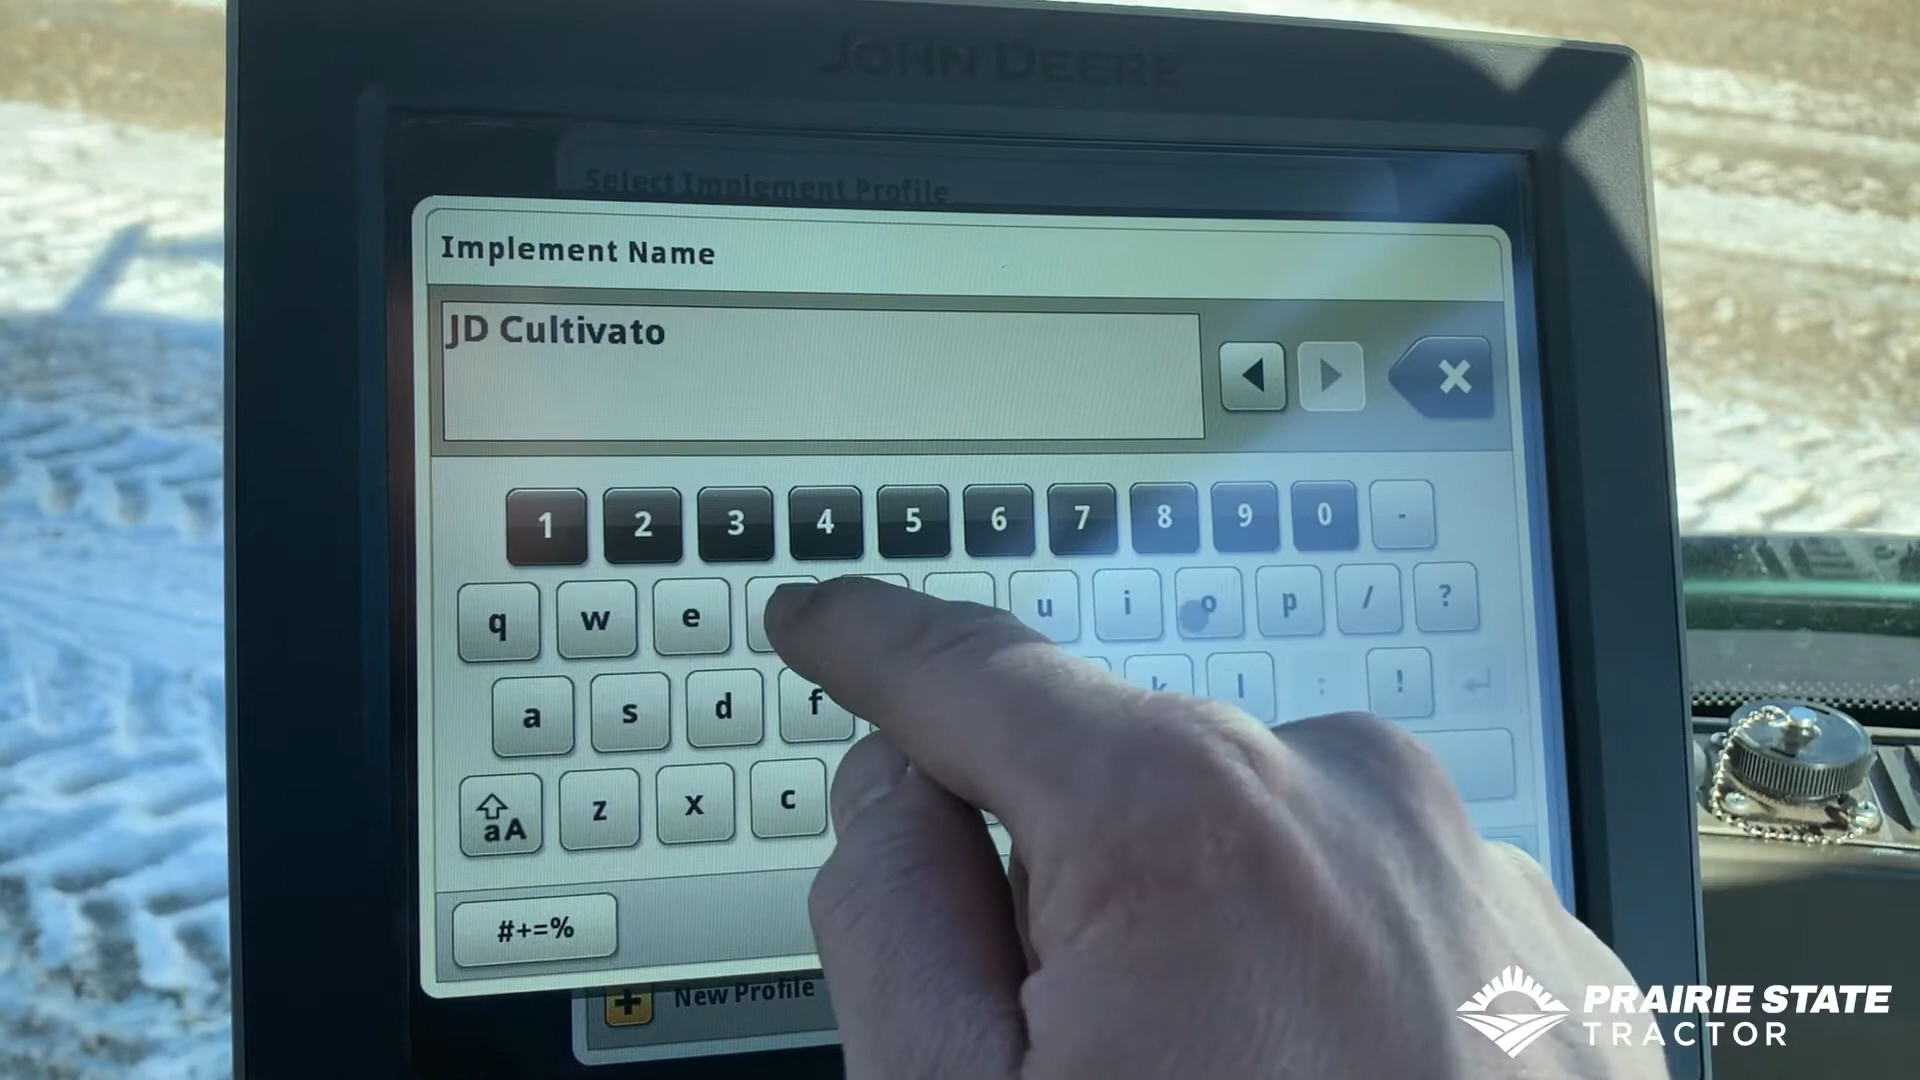 JOHN DEERE
Select Implement Profile
Implement Name
JD Cultivato
1 2 3 4 5 6 7 8 9 0 -
q w e u i o p / ?
a s d f k l : !
aA z x c
#+=%
New Profile
PRAIRIE STATE
TRACTOR